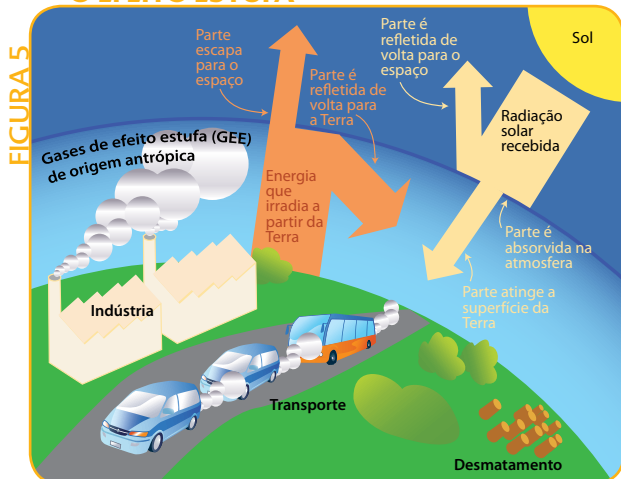 O EFEITO ESTUFA
FIGURA 5
Parte
escapa
para o
espaço
Parte é
refletida de
volta para
a Terra
Parte é
refletida de
volta para o
espaço
Sol
Radiação
solar
recebida
Gases de efeito estufa (GEE)
de origem antrópica
Energia
que
irradia a
partir da
Terra
Parte é
absorvida na
atmosfera
Parte atinge a
superfície da
Terra
Indústria
Transporte
Desmatamento